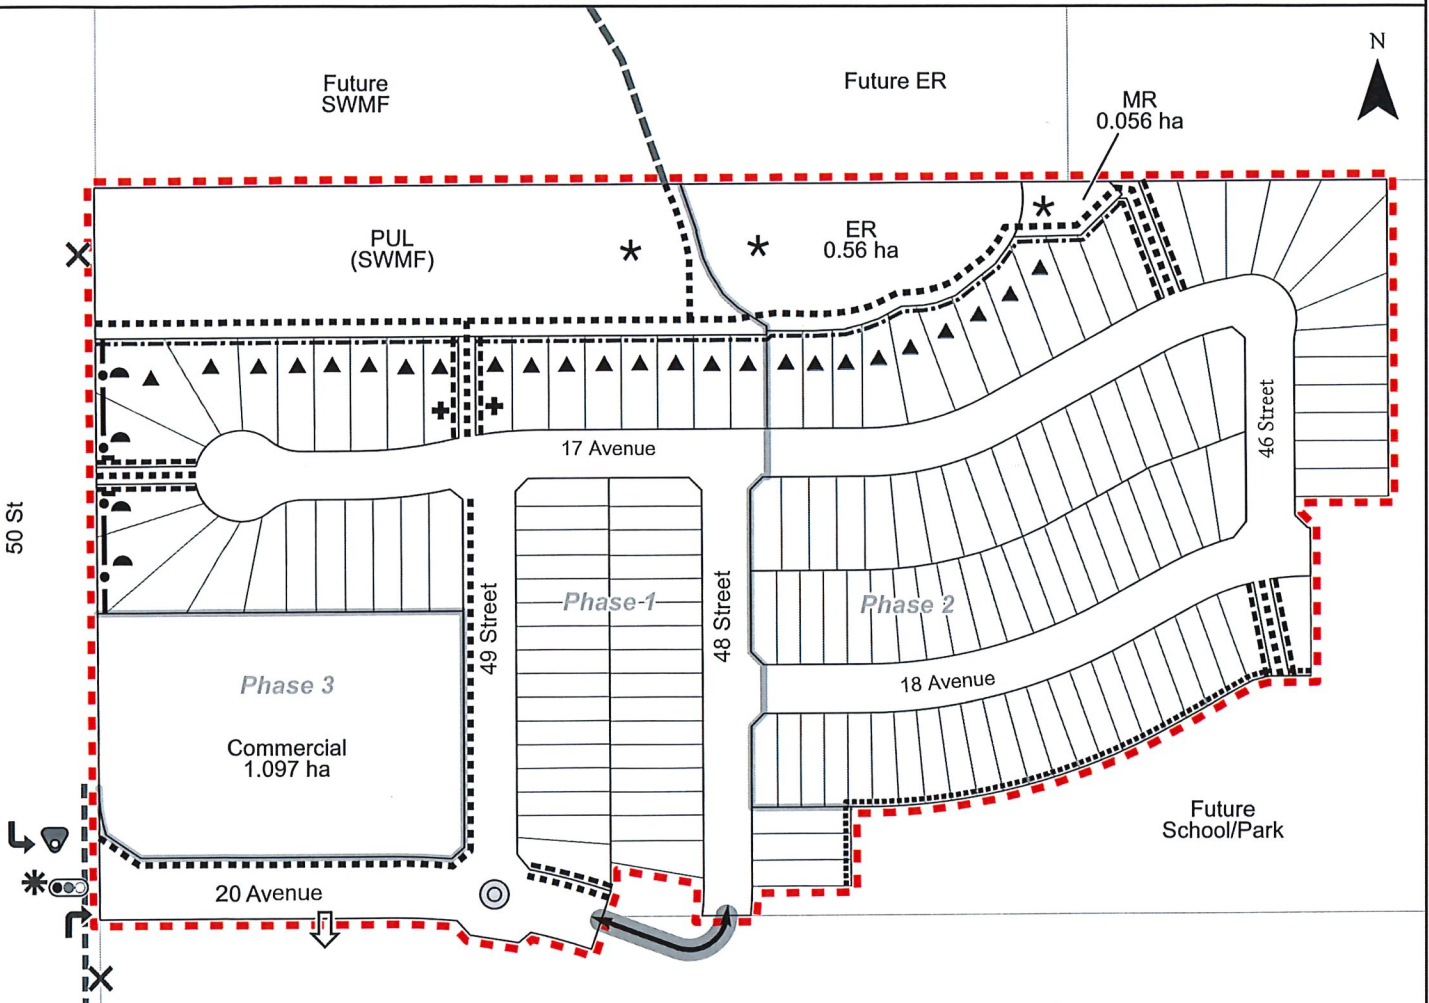 N
Future
SWMF
Future ER
MR
0.056 ha
PUL
(SWMF)
ER
0.56 ha
17 Avenue
46 Street
50 St
49 Street
Phase 1
48 Street
Phase 2
Phase 3
18 Avenue
Commercial
1.097 ha
Future
School/Park
20 Avenue